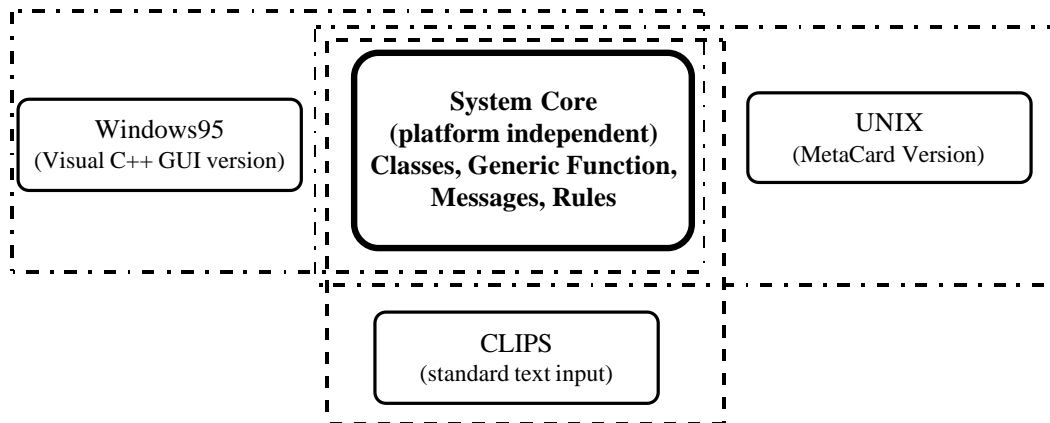 System Core
(platform independent)
Classes, Generic Function,
Messages, Rules
Windows95
(Visual C++ GUI version)
UNIX
(MetaCard Version)
CLIPS
(standard text input)